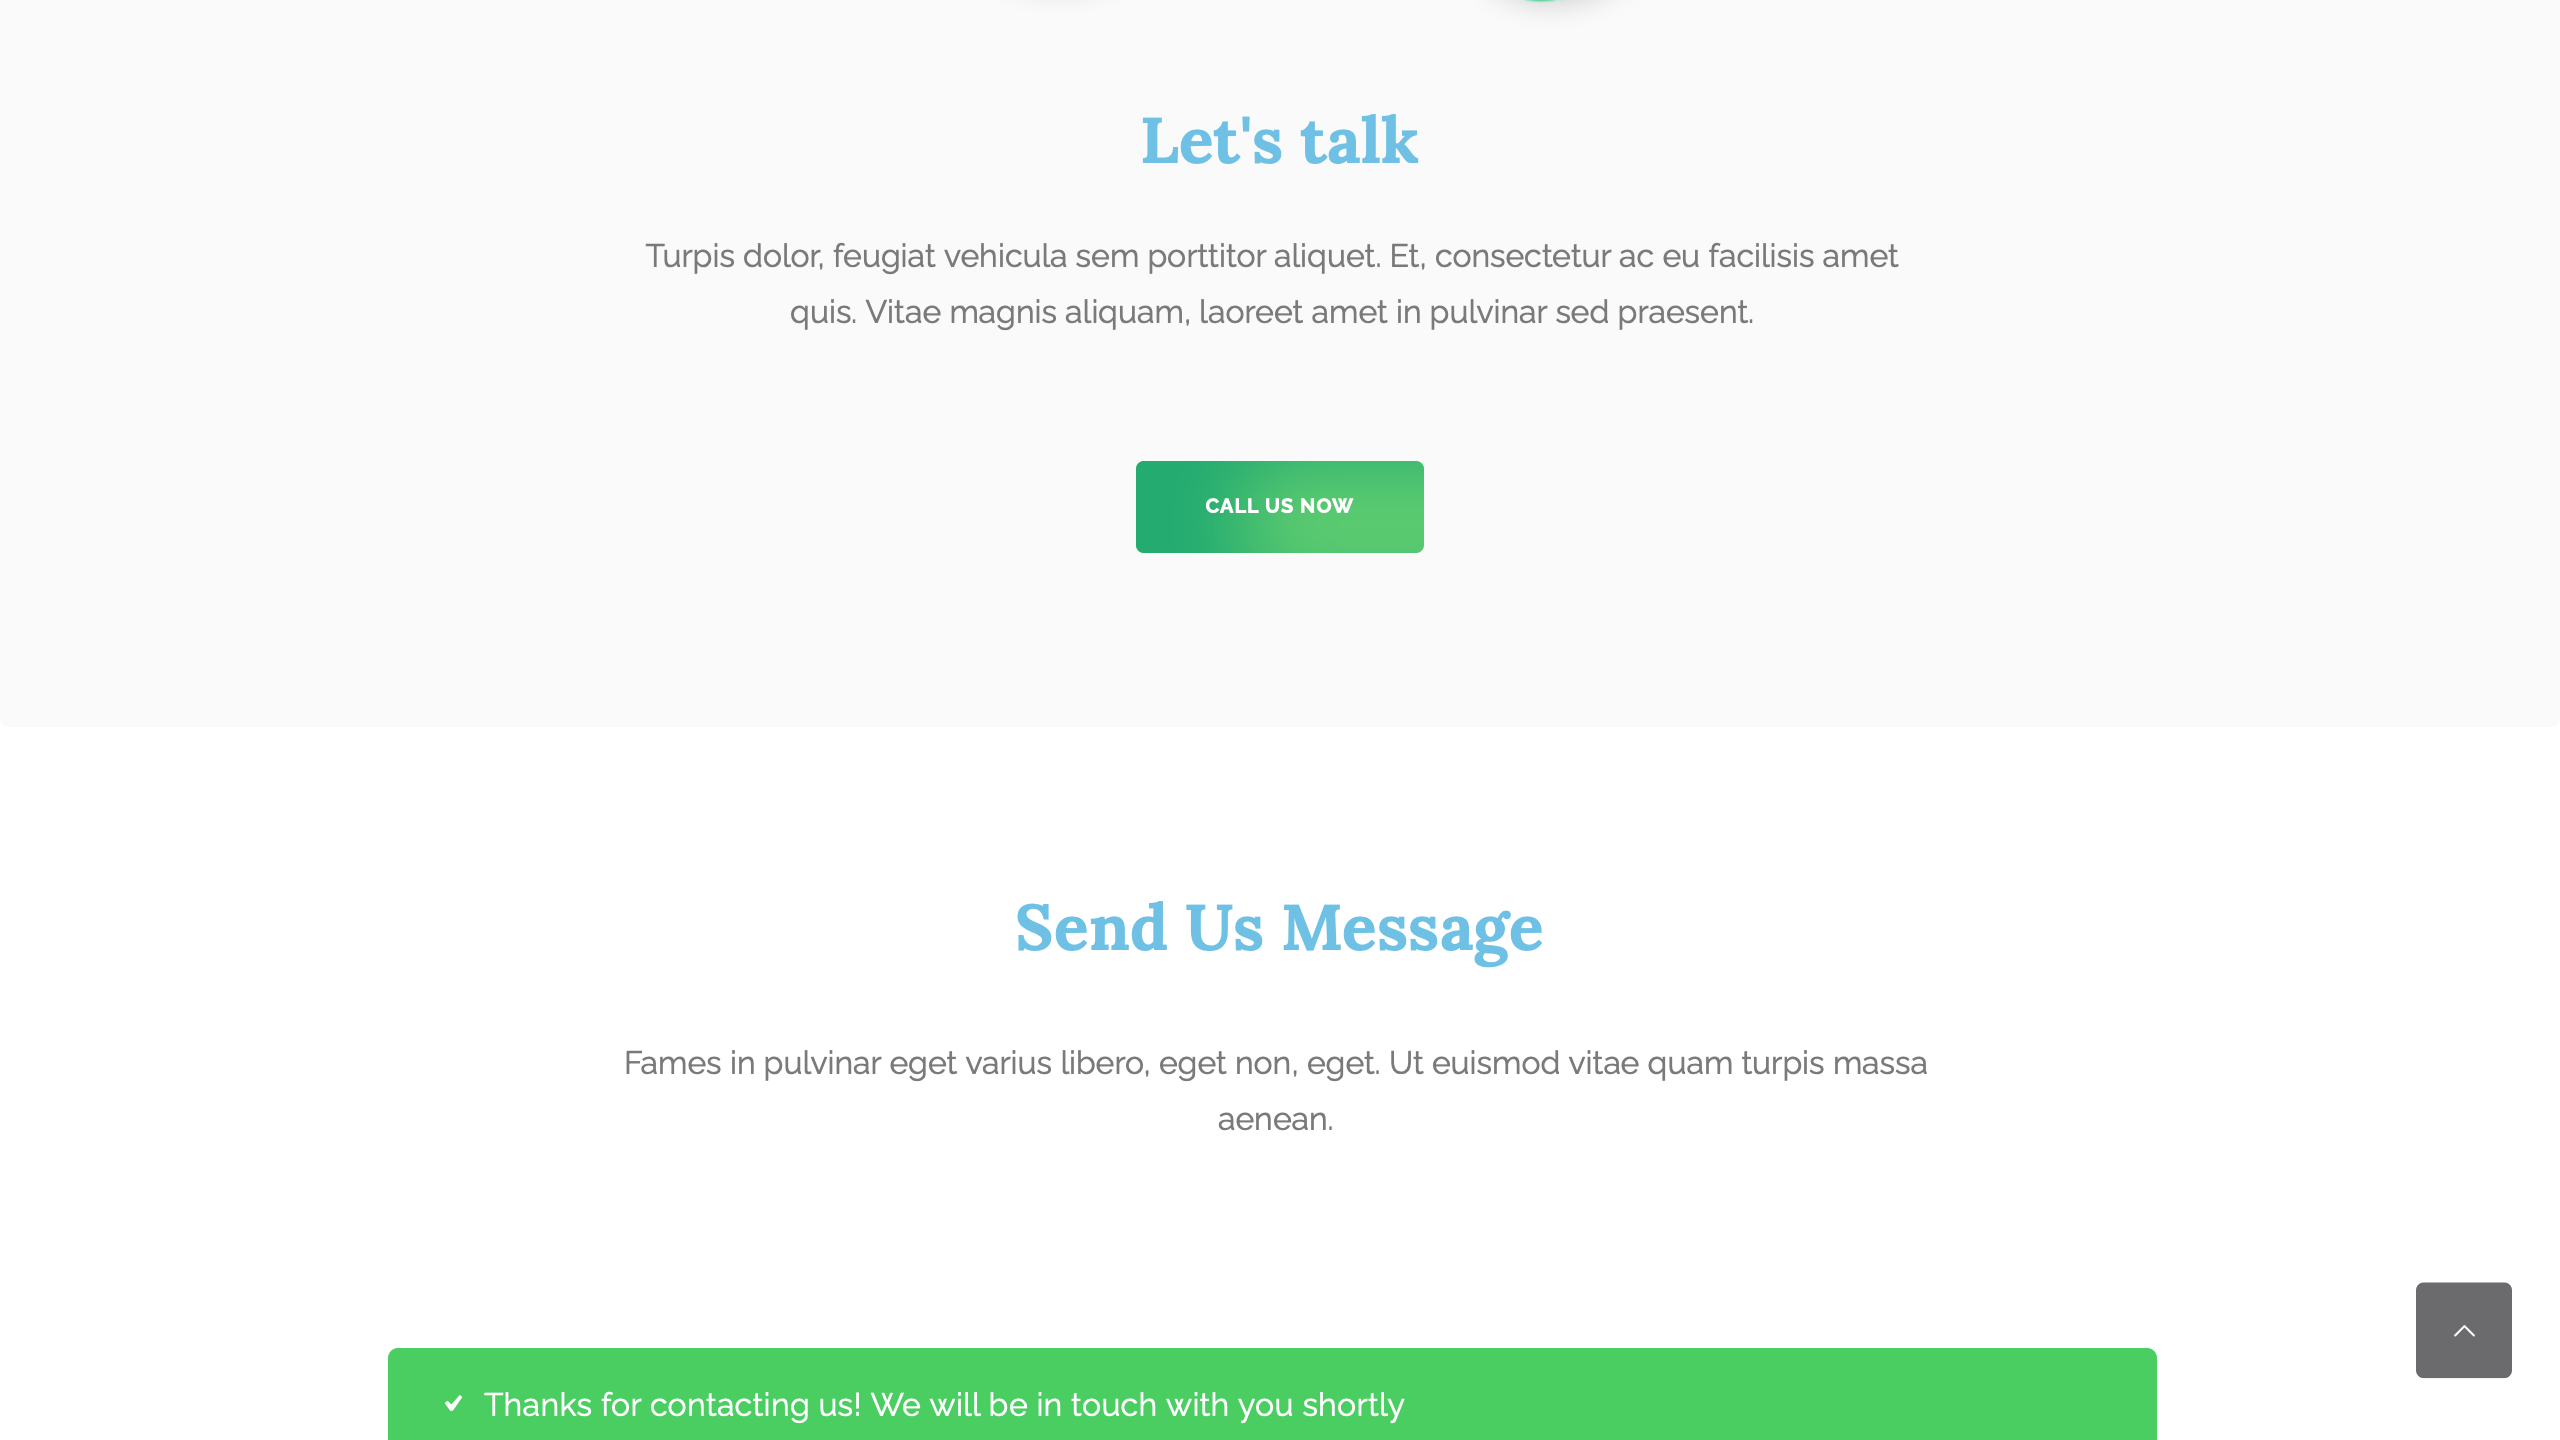 Let's talk
Turpis dolor, feugiat vehicula sem porttitor aliquet. Et, consectetur ac eu facilisis amet
quis. Vitae magnis aliquam, laoreet amet in pulvinar sed praesent.
CALL US NOW
Send Us Message
Fames in pulvinar eget varius libero, eget non, eget. Ut euismod vitae quam turpis massa
aenean.
Thanks for contacting us! We will be in touch with you shortly